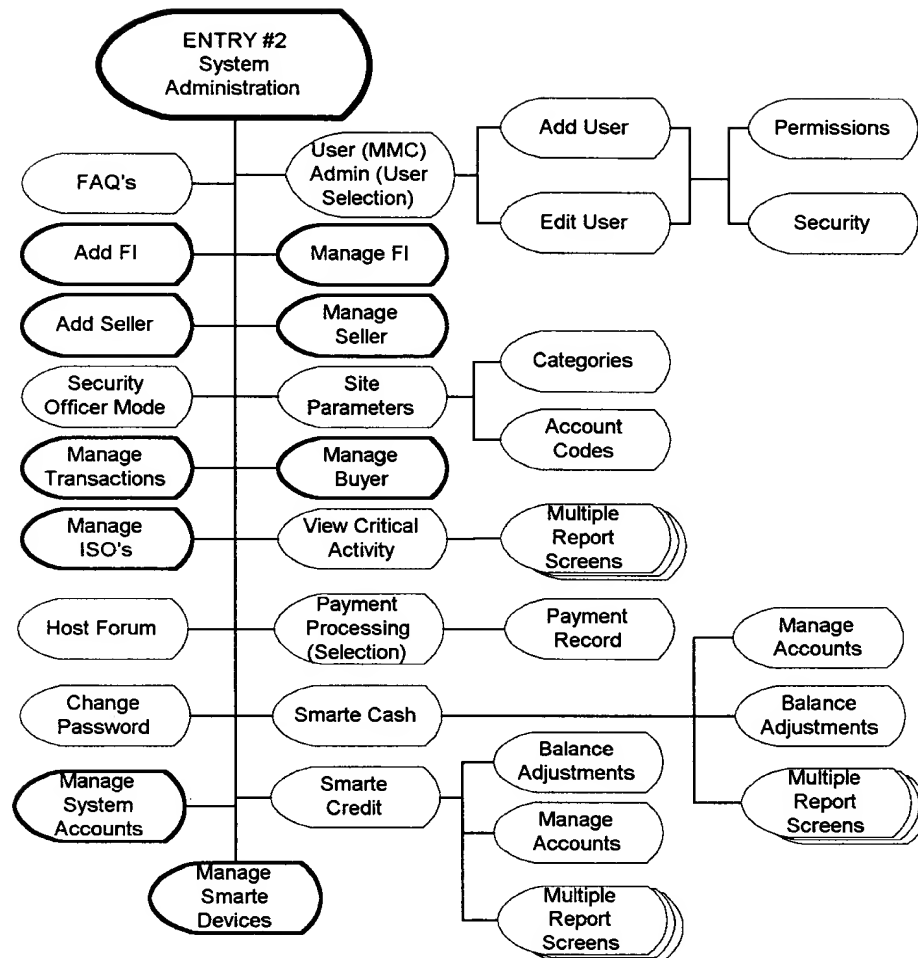 ENTRY #2
System
Administration
User (MMC)
Admin (User
Selection)
Add User
Permissions
FAQ's
Edit User
Security
Add FI
Manage FI
Add Seller
Manage
Seller
Categories
Security
Officer Mode
Site
Parameters
Account
Codes
Manage
Transactions
Manage
Buyer
Manage
ISO's
View Critical
Activity
Multiple
Report
Screens
Host Forum
Payment
Processing
(Selection)
Payment
Record
Manage
Accounts
Change
Password
Smarte Cash
Balance
Adjustments
Manage
System
Accounts
Smarte
Credit
Balance
Adjustments
Multiple
Report
Screens
Manage
Accounts
Manage
Smarte
Devices
Multiple
Report
Screens